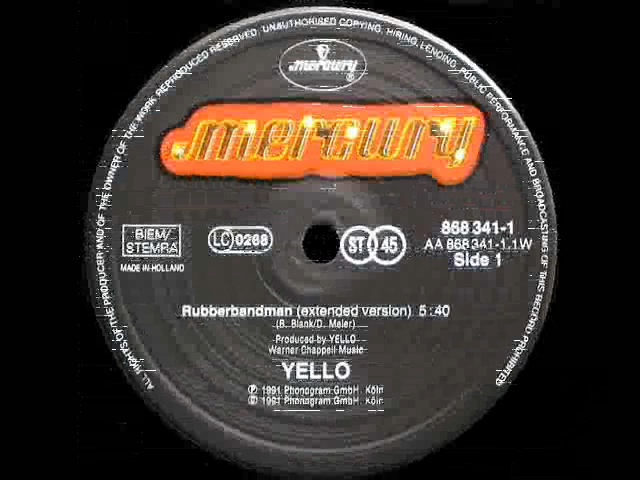 ALL RIGHTS OF THE PRODUCER AND OF THE OWNER OF THE WORK REPRODUCED RESERVED. UNAUTHORISED COPYING, HIRING, LENDING, PUBLIC PERFORMANCE AND BROADCASTING OF THIS RECORD PROHIBITED
mercury
®
mercury
BIEM/
STEMRA
MADE IN HOLLAND
LC 0268
ST 45
868 341-1
AA 868 341-1.1W
Side 1
Rubberbandman (extended version) 5:40
(B. Blank/D. Meier)
Produced by YELLO
Warner Chappell Music
YELLO
℗ 1991 Phonogram GmbH, Köln
© 1991 Phonogram GmbH, Köln